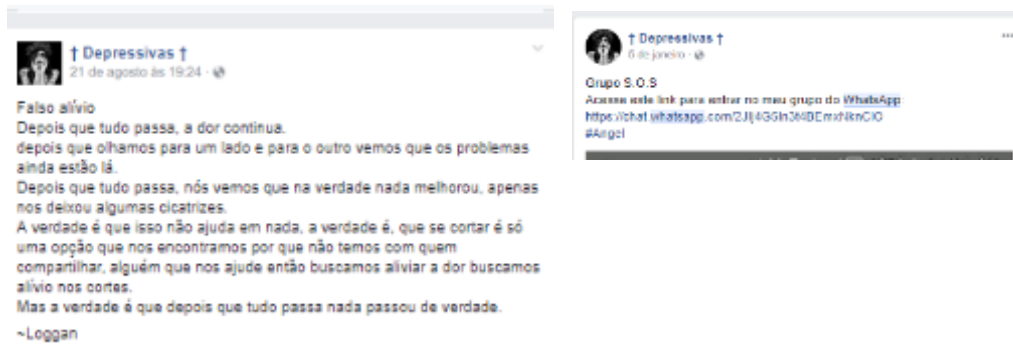 † Depressivas †
21 de agosto às 19:24 ·
Falso alívio
Depois que tudo passa, a dor continua.
depois que olhamos para um lado e para o outro vemos que os problemas
ainda estão lá.
Depois que tudo passa, nós vemos que na verdade nada melhorou, apenas
nos deixou algumas cicatrizes.
A verdade é que isso não ajuda em nada, a verdade é, que se cortar é só
uma opção que nos encontramos por que não temos com quem
compartilhar, alguém que nos ajude então buscamos aliviar a dor buscamos
alívio nos cortes.
Mas a verdade é que depois que tudo passa nada passou de verdade.
~Loggan
† Depressivas †
6 de janeiro ·
Grupo S.O.S
Acesse este link para entrar no meu grupo do WhatsApp
#Angel